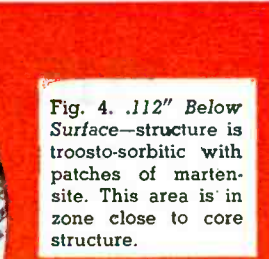 Fig. 4. .112" Below
Surface—structure is
troosto-sorbitic with
patches of marten-
site. This area is in
zone close to core
structure.